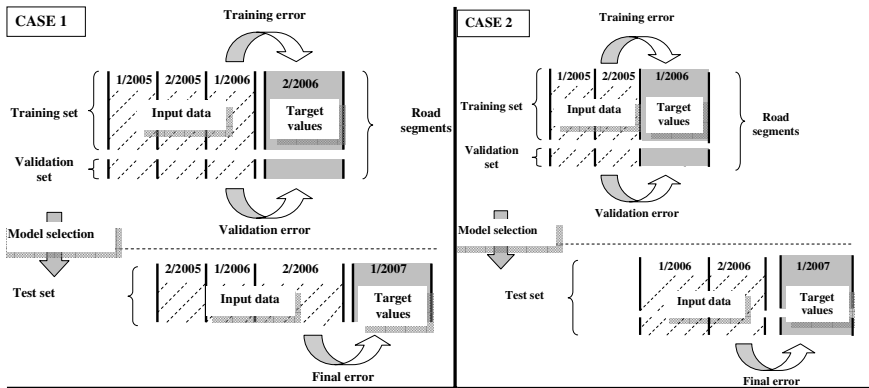 CASE 1
Training error
1/2005 2/2005 1/2006 2/2006
Training set
Input data
Target
values
Road
segments
Validation
set
Validation error
Model selection
2/2005 1/2006 2/2006 1/2007
Test set
Input data
Target
values
Final error
CASE 2
Training error
1/2005 2/2005 1/2006
Training set
Input data
Target
values
Road
segments
Validation
set
Validation error
Model selection
1/2006 2/2006 1/2007
Test set
Input data
Target
values
Final error